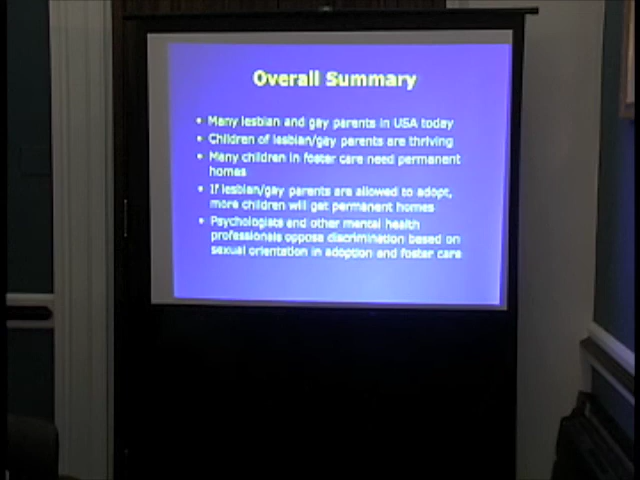 Overall Summary
• Many lesbian and gay parents in USA today
• Children of lesbian/gay parents are thriving
• Many children in foster care need permanent
homes
• If lesbian/gay parents are allowed to adopt,
more children will get permanent homes
• Psychologists and other mental health
professionals oppose discrimination based on
sexual orientation in adoption and foster care